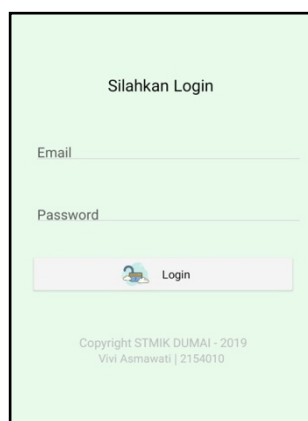 Silahkan Login
Email
Password
Login
Copyright STMIK DUMAI - 2019
Vivi Asmawati | 2154010